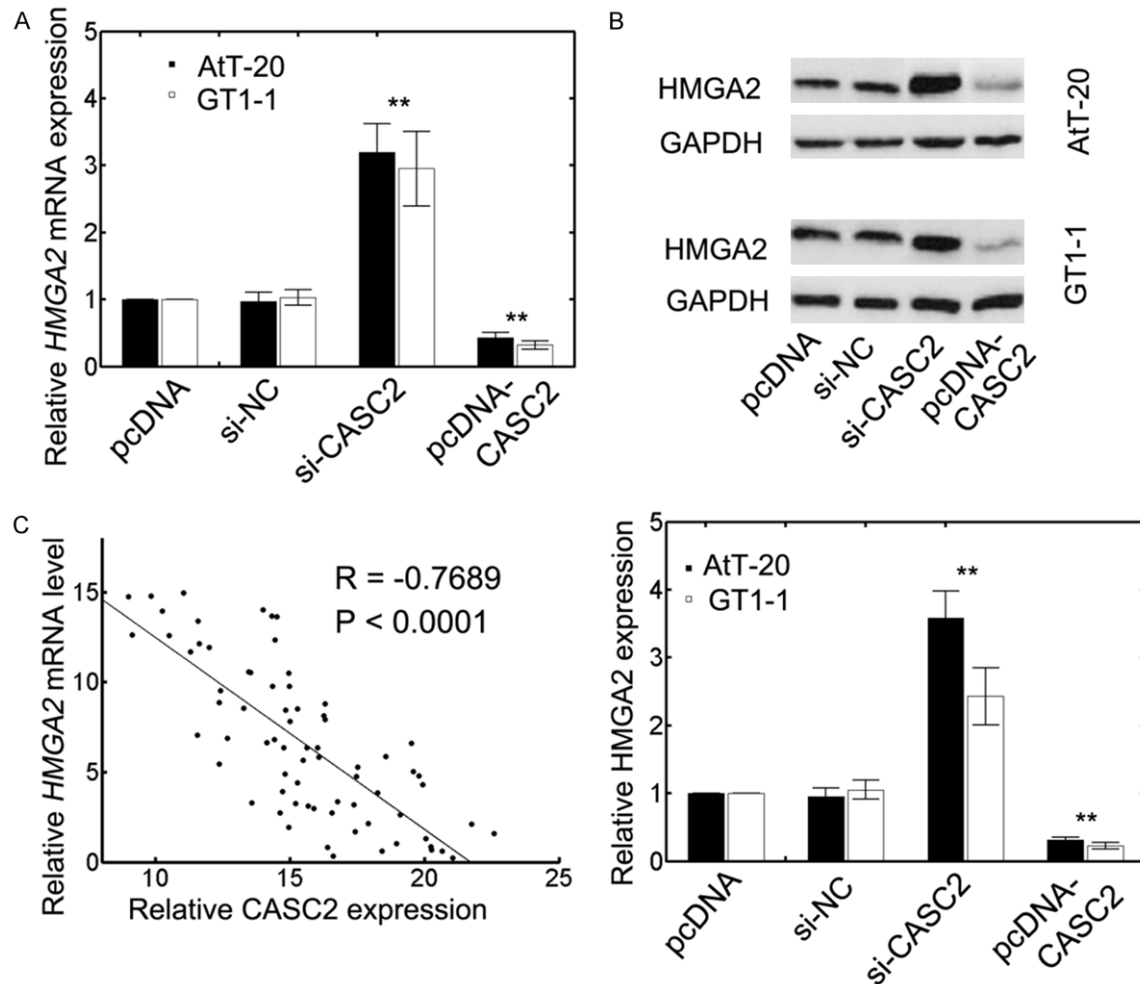 A
Relative HMGA2 mRNA expression
5
4
3
2
1
0
AtT-20
GT1-1
**
**
pcDNA
si-NC
si-CASC2
pcDNA-
CASC2
B
HMGA2
GAPDH
AtT-20
HMGA2
GAPDH
GT1-1
pcDNA
si-NC
si-CASC2
pcDNA-
CASC2
C
Relative HMGA2 mRNA level
15
10
5
0
R = -0.7689
P < 0.0001
10
15
20
25
Relative CASC2 expression
Relative HMGA2 expression
5
4
3
2
1
0
AtT-20
GT1-1
**
**
pcDNA
si-NC
si-CASC2
pcDNA-
CASC2